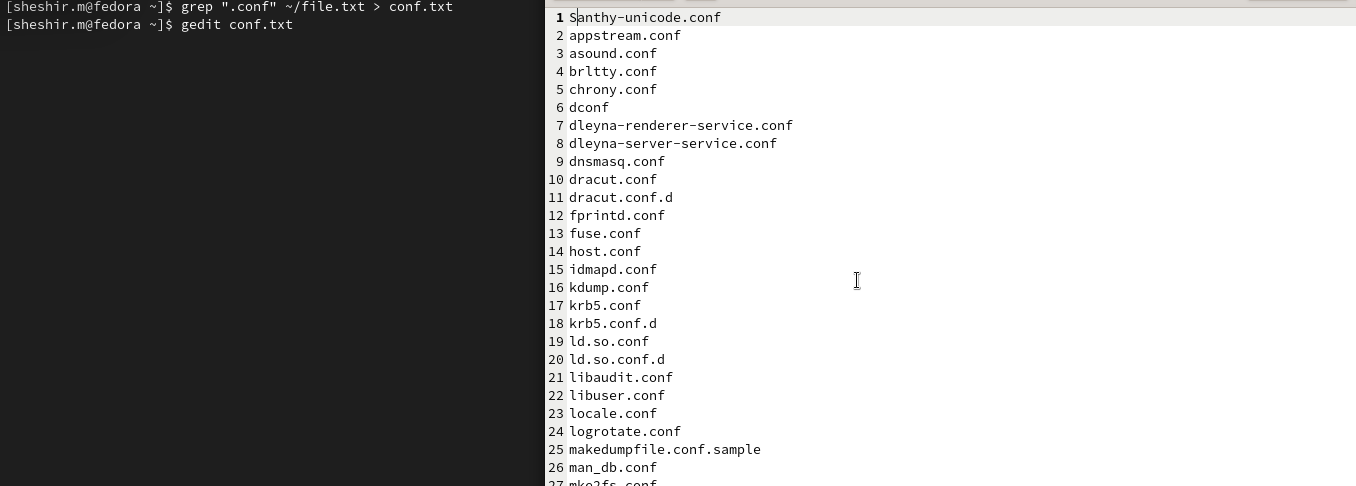 [sheshir.m@fedora ~]$ grep ".conf" ~/file.txt > conf.txt
[sheshir.m@fedora ~]$ gedit conf.txt
1 Santhy-unicode.conf
2 appstream.conf
3 asound.conf
4 brltty.conf
5 chrony.conf
6 dconf
7 dleyna-renderer-service.conf
8 dleyna-server-service.conf
9 dnsmasq.conf
10 dracut.conf
11 dracut.conf.d
12 fprintd.conf
13 fuse.conf
14 host.conf
15 idmapd.conf
16 kdump.conf
17 krb5.conf
18 krb5.conf.d
19 ld.so.conf
20 ld.so.conf.d
21 libaudit.conf
22 libuser.conf
23 locale.conf
24 logrotate.conf
25 makedumpfile.conf.sample
26 man_db.conf
27 mke2fs.conf